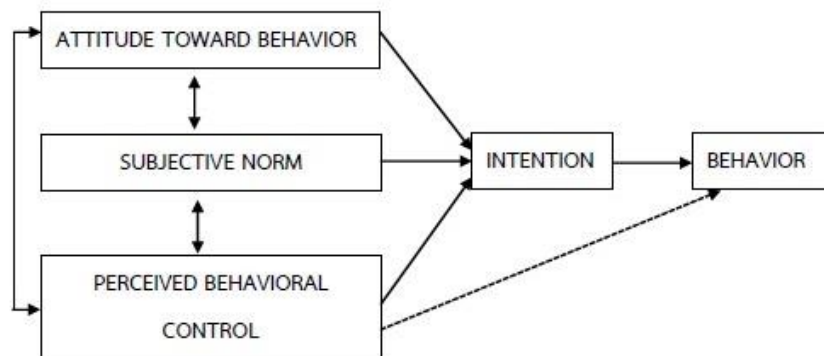 ATTITUDE TOWARD BEHAVIOR
SUBJECTIVE NORM
INTENTION
BEHAVIOR
PERCEIVED BEHAVIORAL
CONTROL